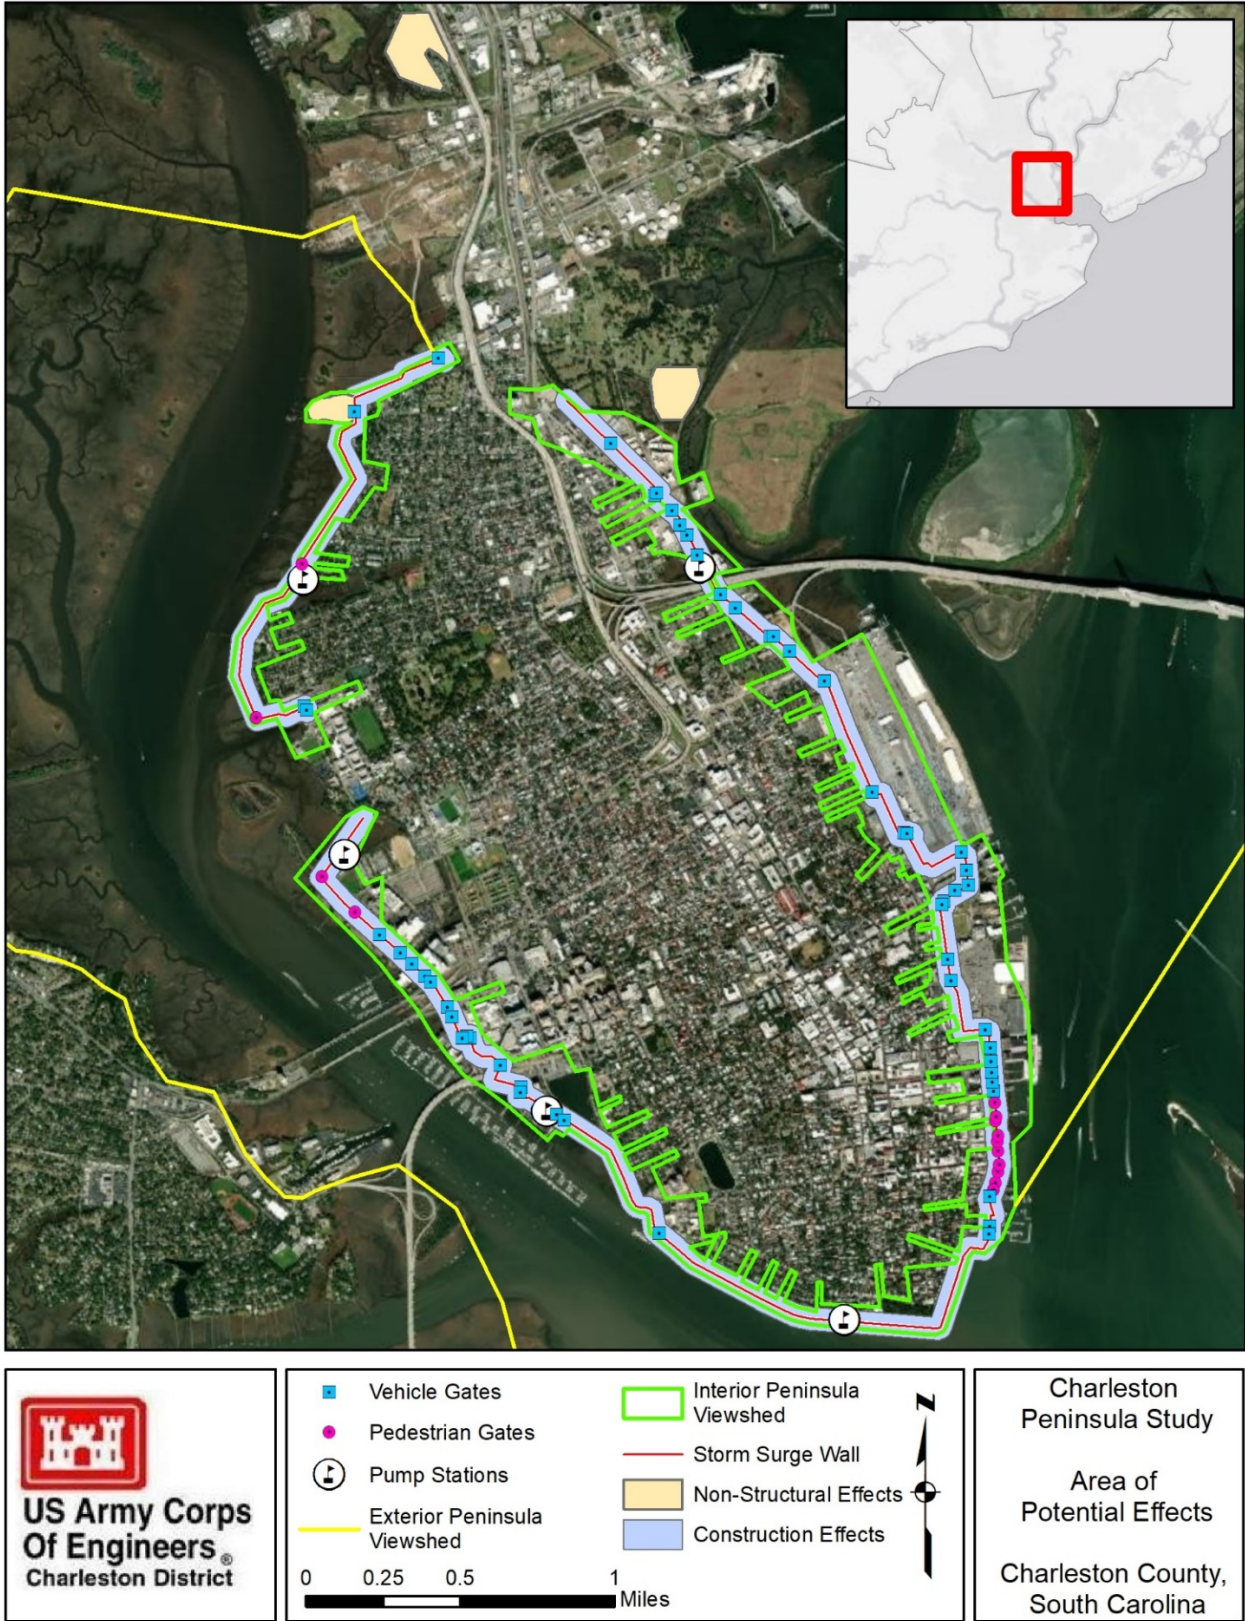 Vehicle Gates
Pedestrian Gates
Pump Stations
Exterior Peninsula
Viewshed
Interior Peninsula
Viewshed
Storm Surge Wall
Non-Structural Effects
Construction Effects
N
0 0.25 0.5 1
Miles
US Army Corps
Of Engineers®
Charleston District
Charleston
Peninsula Study
Area of
Potential Effects
Charleston County,
South Carolina